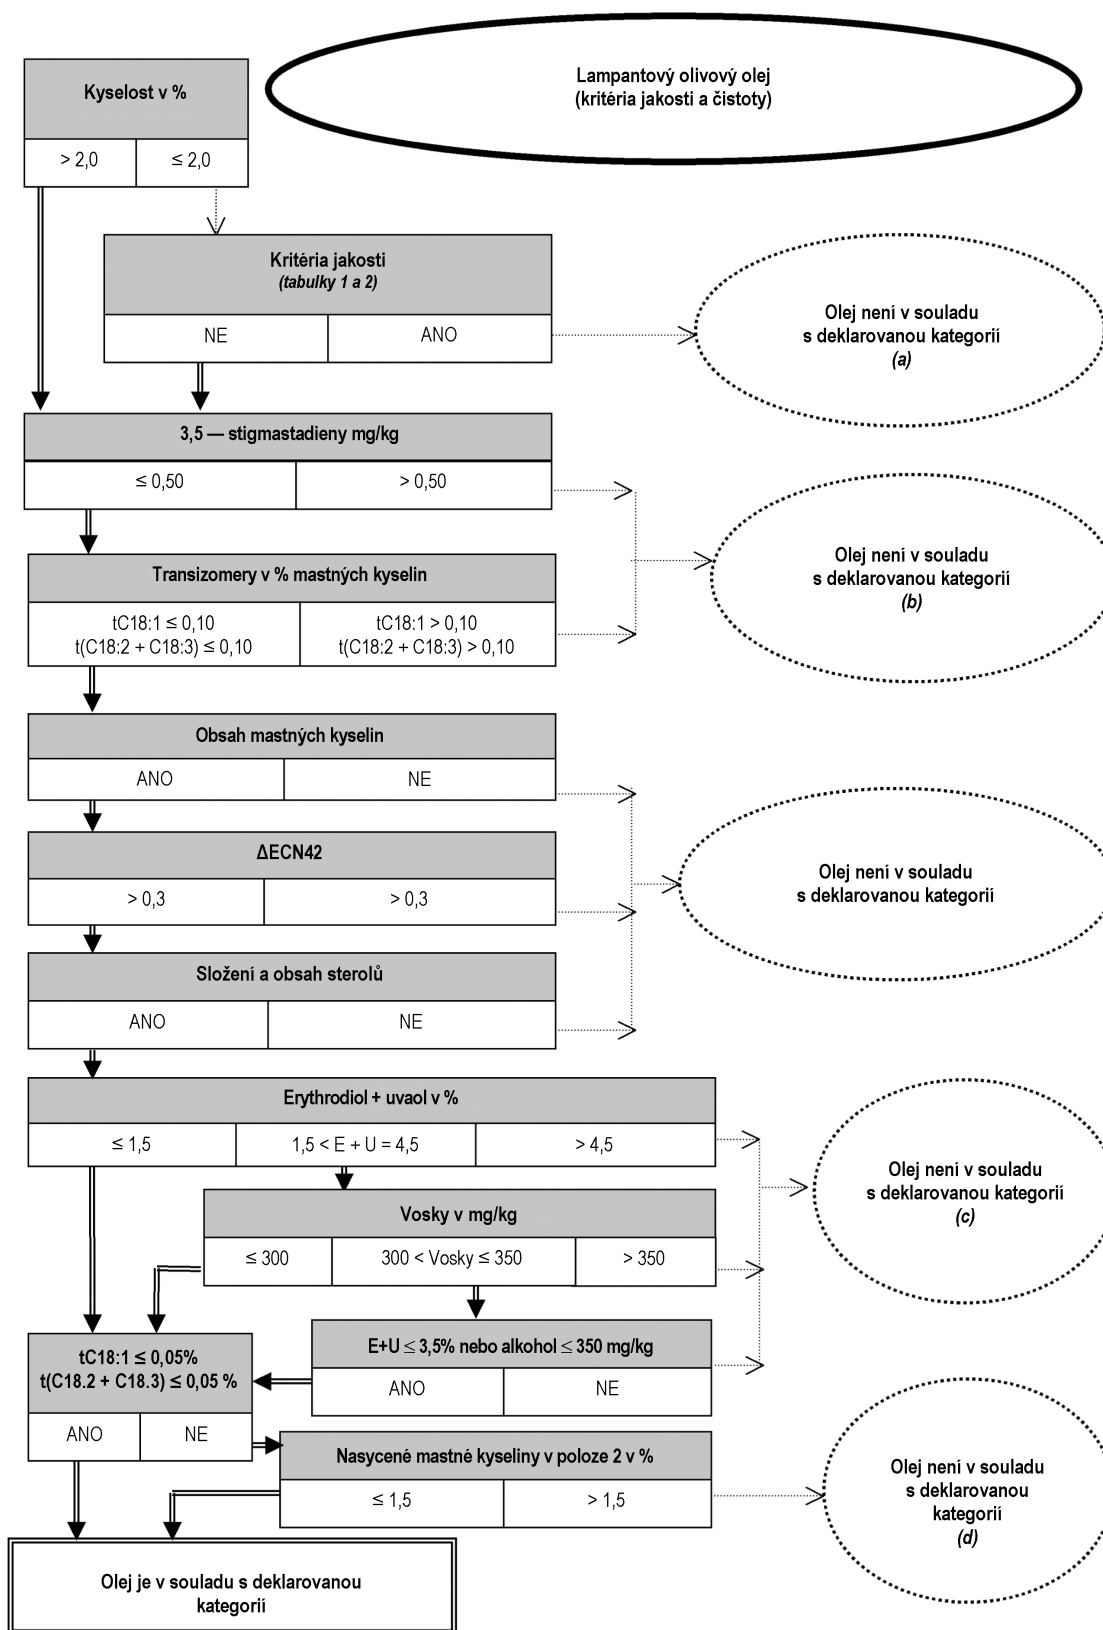 Lampantový olivový olej
(kritéria jakosti a čistoty)
Kyselost v %
> 2,0 ≤ 2,0
Kritéria jakosti
(tabulky 1 a 2)
NE ANO
Olej není v souladu
s deklarovanou kategorií
(a)
3,5 — stigmastadieny mg/kg
≤ 0,50 > 0,50
Olej není v souladu
s deklarovanou kategorií
(b)
Transizomery v % mastných kyselin
tC18:1 ≤ 0,10 tC18:1 > 0,10
t(C18:2 + C18:3) ≤ 0,10 t(C18:2 + C18:3) > 0,10
Obsah mastných kyselin
ANO NE
ΔECN42
> 0,3 > 0,3
Olej není v souladu
s deklarovanou kategorií
Složení a obsah sterolů
ANO NE
Erythrodiol + uvaol v %
≤ 1,5 1,5 < E + U = 4,5 > 4,5
Olej není v souladu
s deklarovanou kategorií
(c)
Vosky v mg/kg
≤ 300 300 < Vosky ≤ 350 > 350
E+U ≤ 3,5% nebo alkohol ≤ 350 mg/kg
ANO NE
tC18:1 ≤ 0,05%
t(C18.2 + C18.3) ≤ 0,05 %
ANO NE
Nasycené mastné kyseliny v poloze 2 v %
≤ 1,5 > 1,5
Olej není v souladu
s deklarovanou
kategorií
(d)
Olej je v souladu s deklarovanou
kategorií